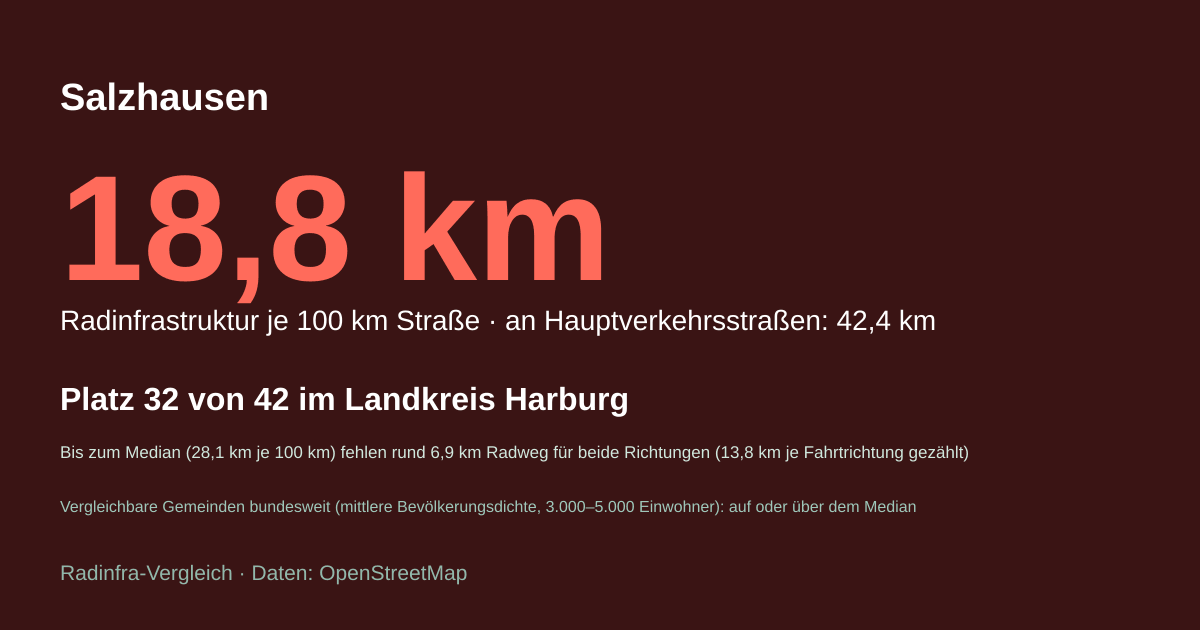 Salzhausen
18,8 km
Radinfrastruktur je 100 km Straße · an Hauptverkehrsstraßen: 42,4 km
Platz 32 von 42 im Landkreis Harburg
Bis zum Median (28,1 km je 100 km) fehlen rund 6,9 km Radweg für beide Richtungen (13,8 km je Fahrtrichtung gezählt)
Vergleichbare Gemeinden bundesweit (mittlere Bevölkerungsdichte, 3.000–5.000 Einwohner): auf oder über dem Median
Radinfra-Vergleich · Daten: OpenStreetMap